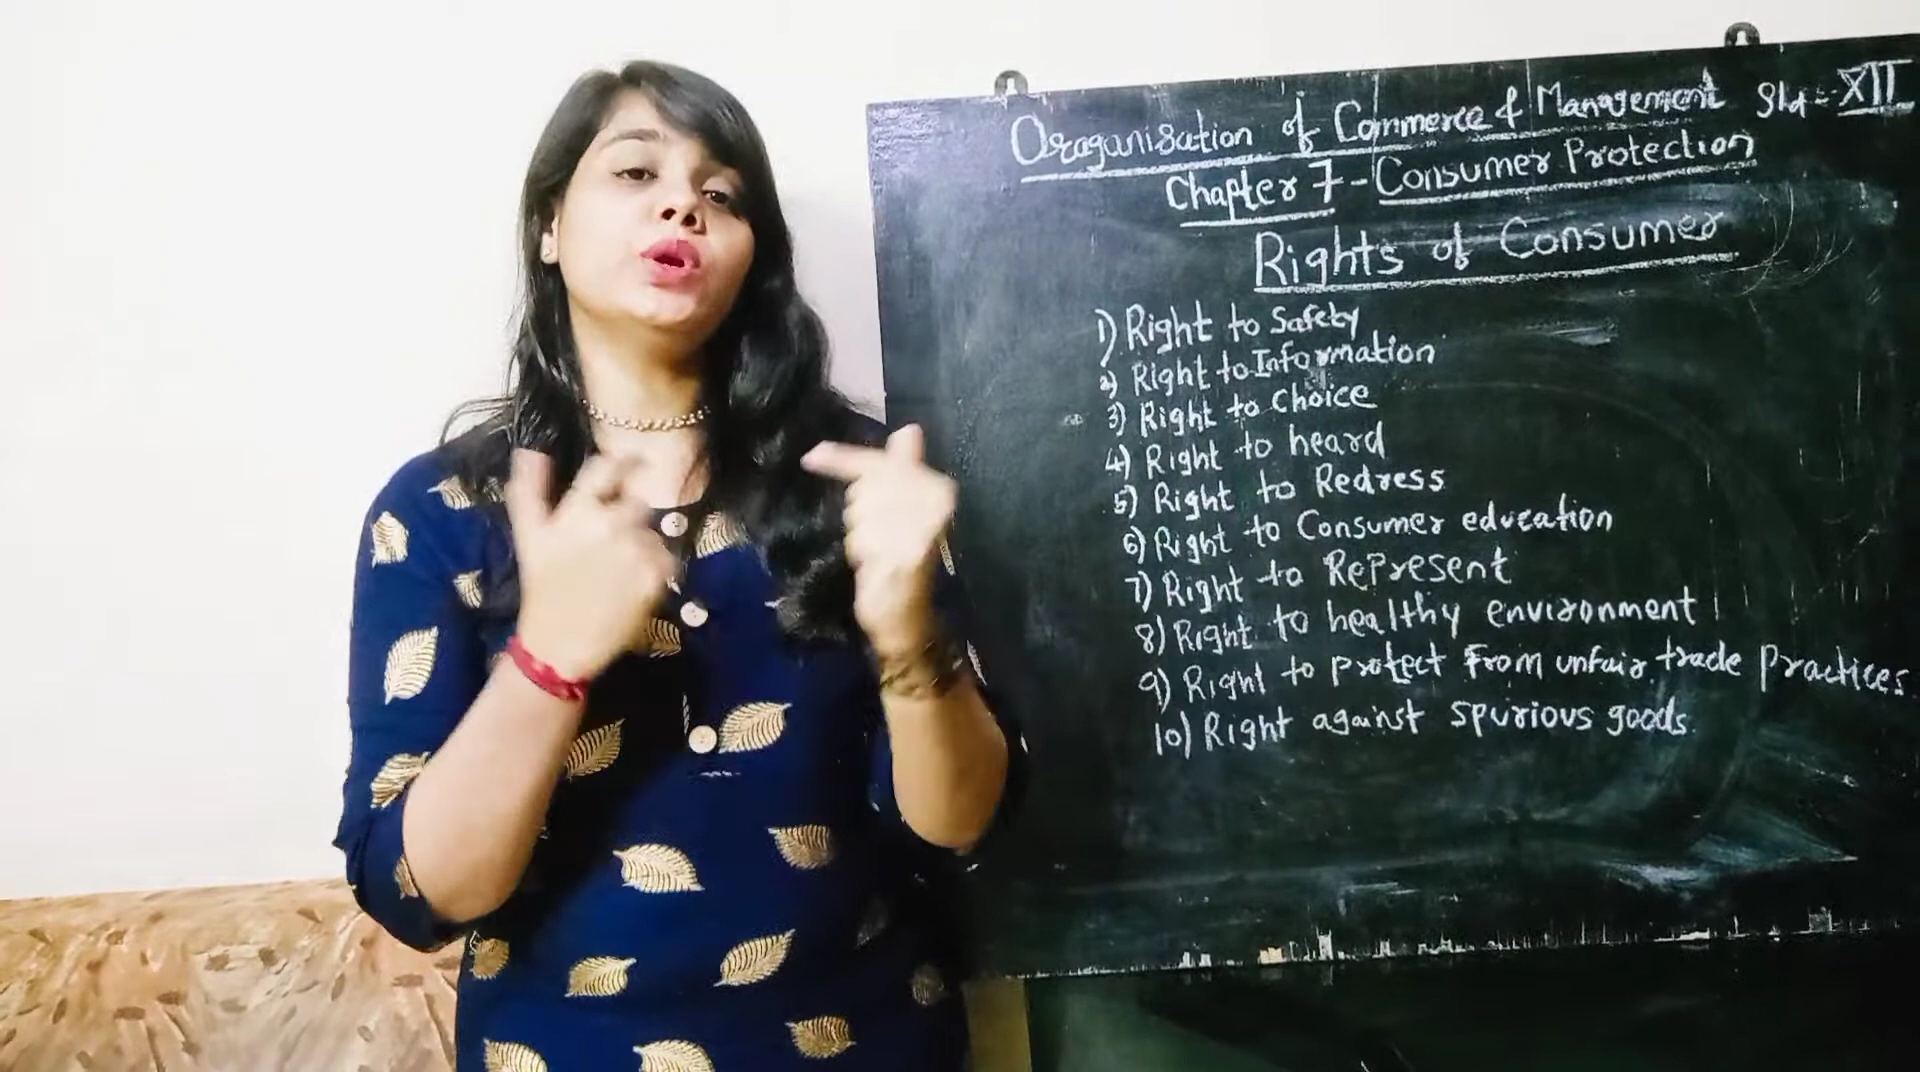 Oraganisation of Commerce & Management Std - XII
Chapter 7 - Consumer Protection
Rights of Consumer
1) Right to Safety
2) Right to Information
3) Right to choice
4) Right to heard
5) Right to Redress
6) Right to Consumer education
7) Right to Represent
8) Right to healthy environment
9) Right to protect from unfair trade Practices
10) Right against spurious goods.